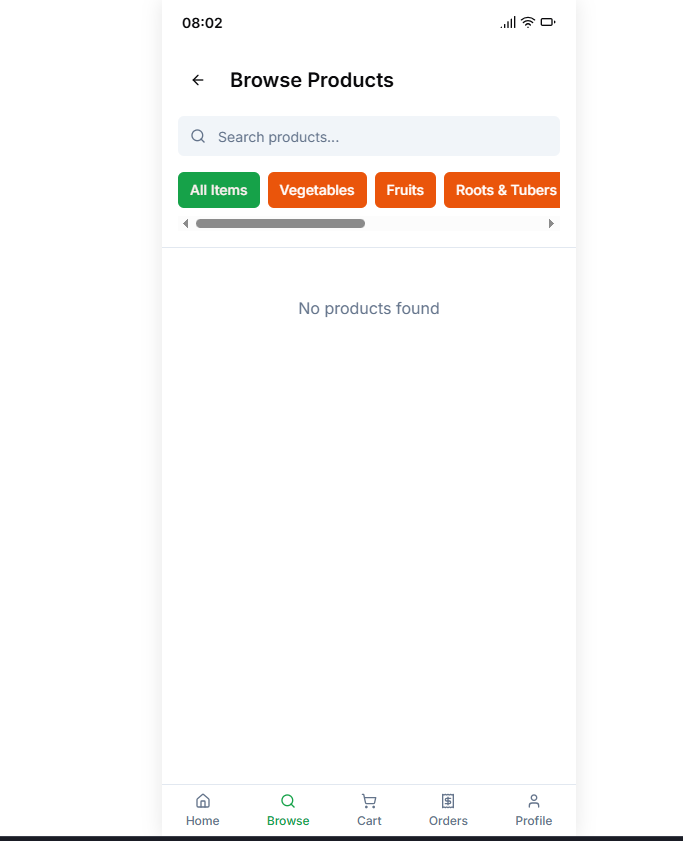 08:02
Browse Products
Search products...
All Items Vegetables Fruits Roots & Tubers
No products found
Home Browse Cart Orders Profile